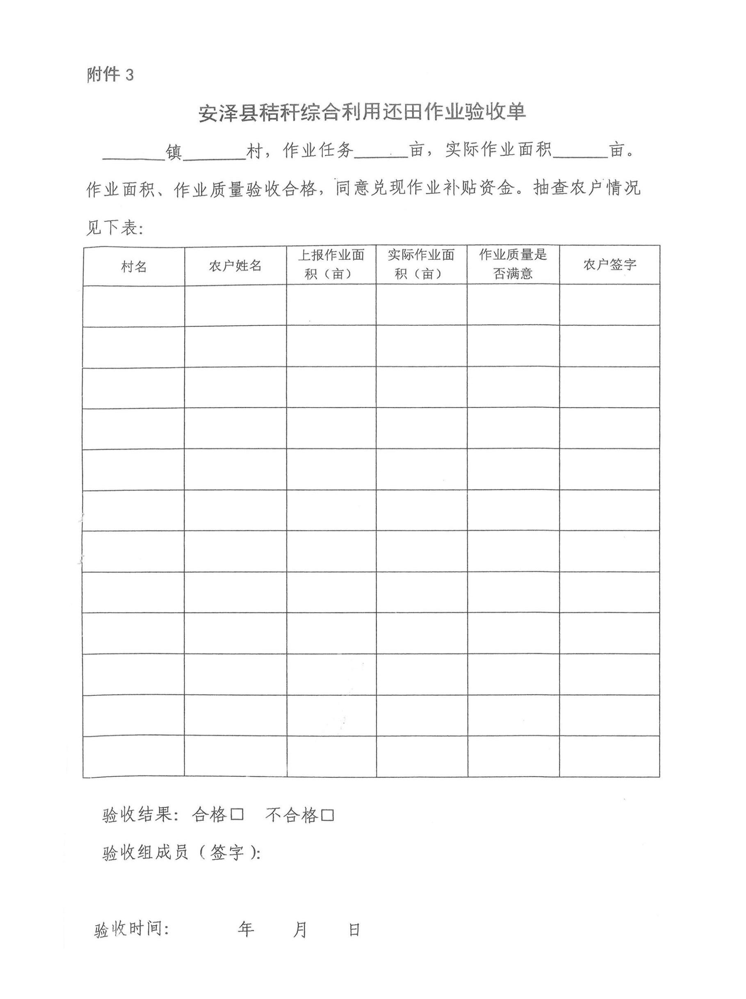 附件 3
安泽县秸秆综合利用还田作业验收单
______镇______村，作业任务______亩，实际作业面积______亩。
作业面积、作业质量验收合格，同意兑现作业补贴资金。抽查农户情况
见下表：
村名 农户姓名 上报作业面积（亩） 实际作业面积（亩） 作业质量是否满意 农户签字
验收结果：合格□ 不合格□
验收组成员（签字）：
验收时间： 年 月 日